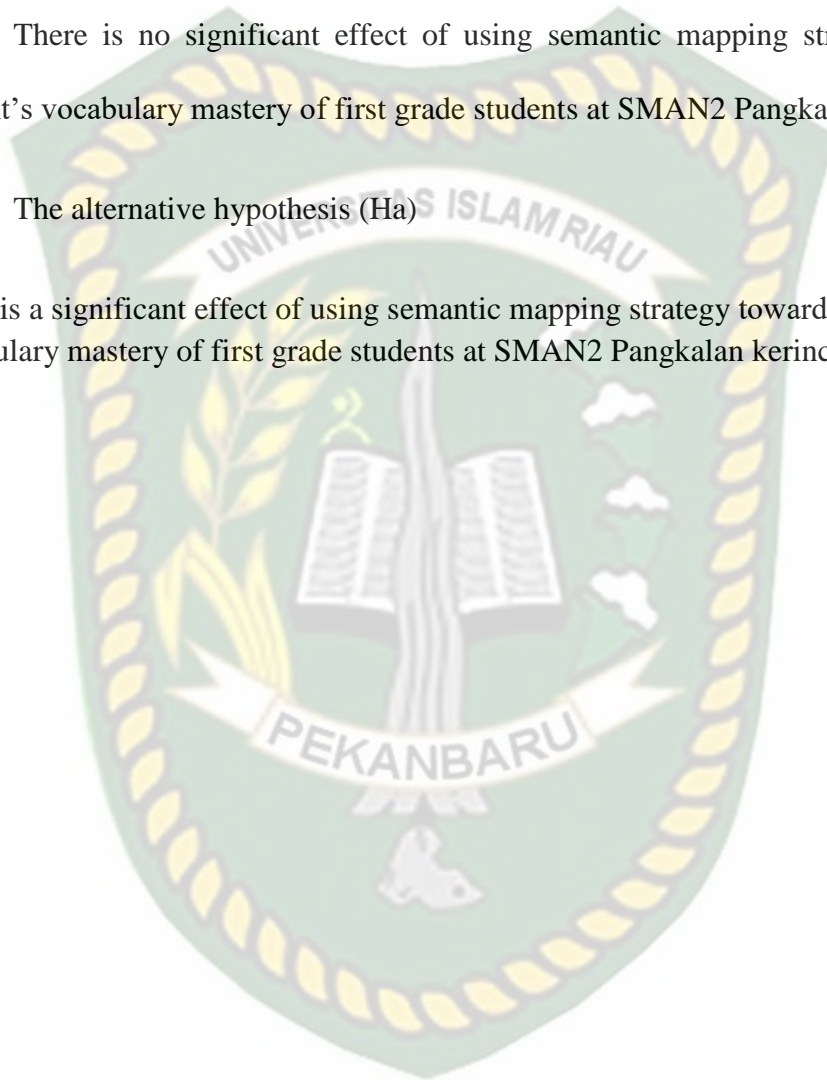 There is no significant effect of using semantic mapping str
t's vocabulary mastery of first grade students at SMAN2 Pangka
The alternative hypothesis (Ha)
UNIVERSITAS ISLAM RIAU
is a significant effect of using semantic mapping strategy toward
ulary mastery of first grade students at SMAN2 Pangkalan kerinc
PEKANBARU